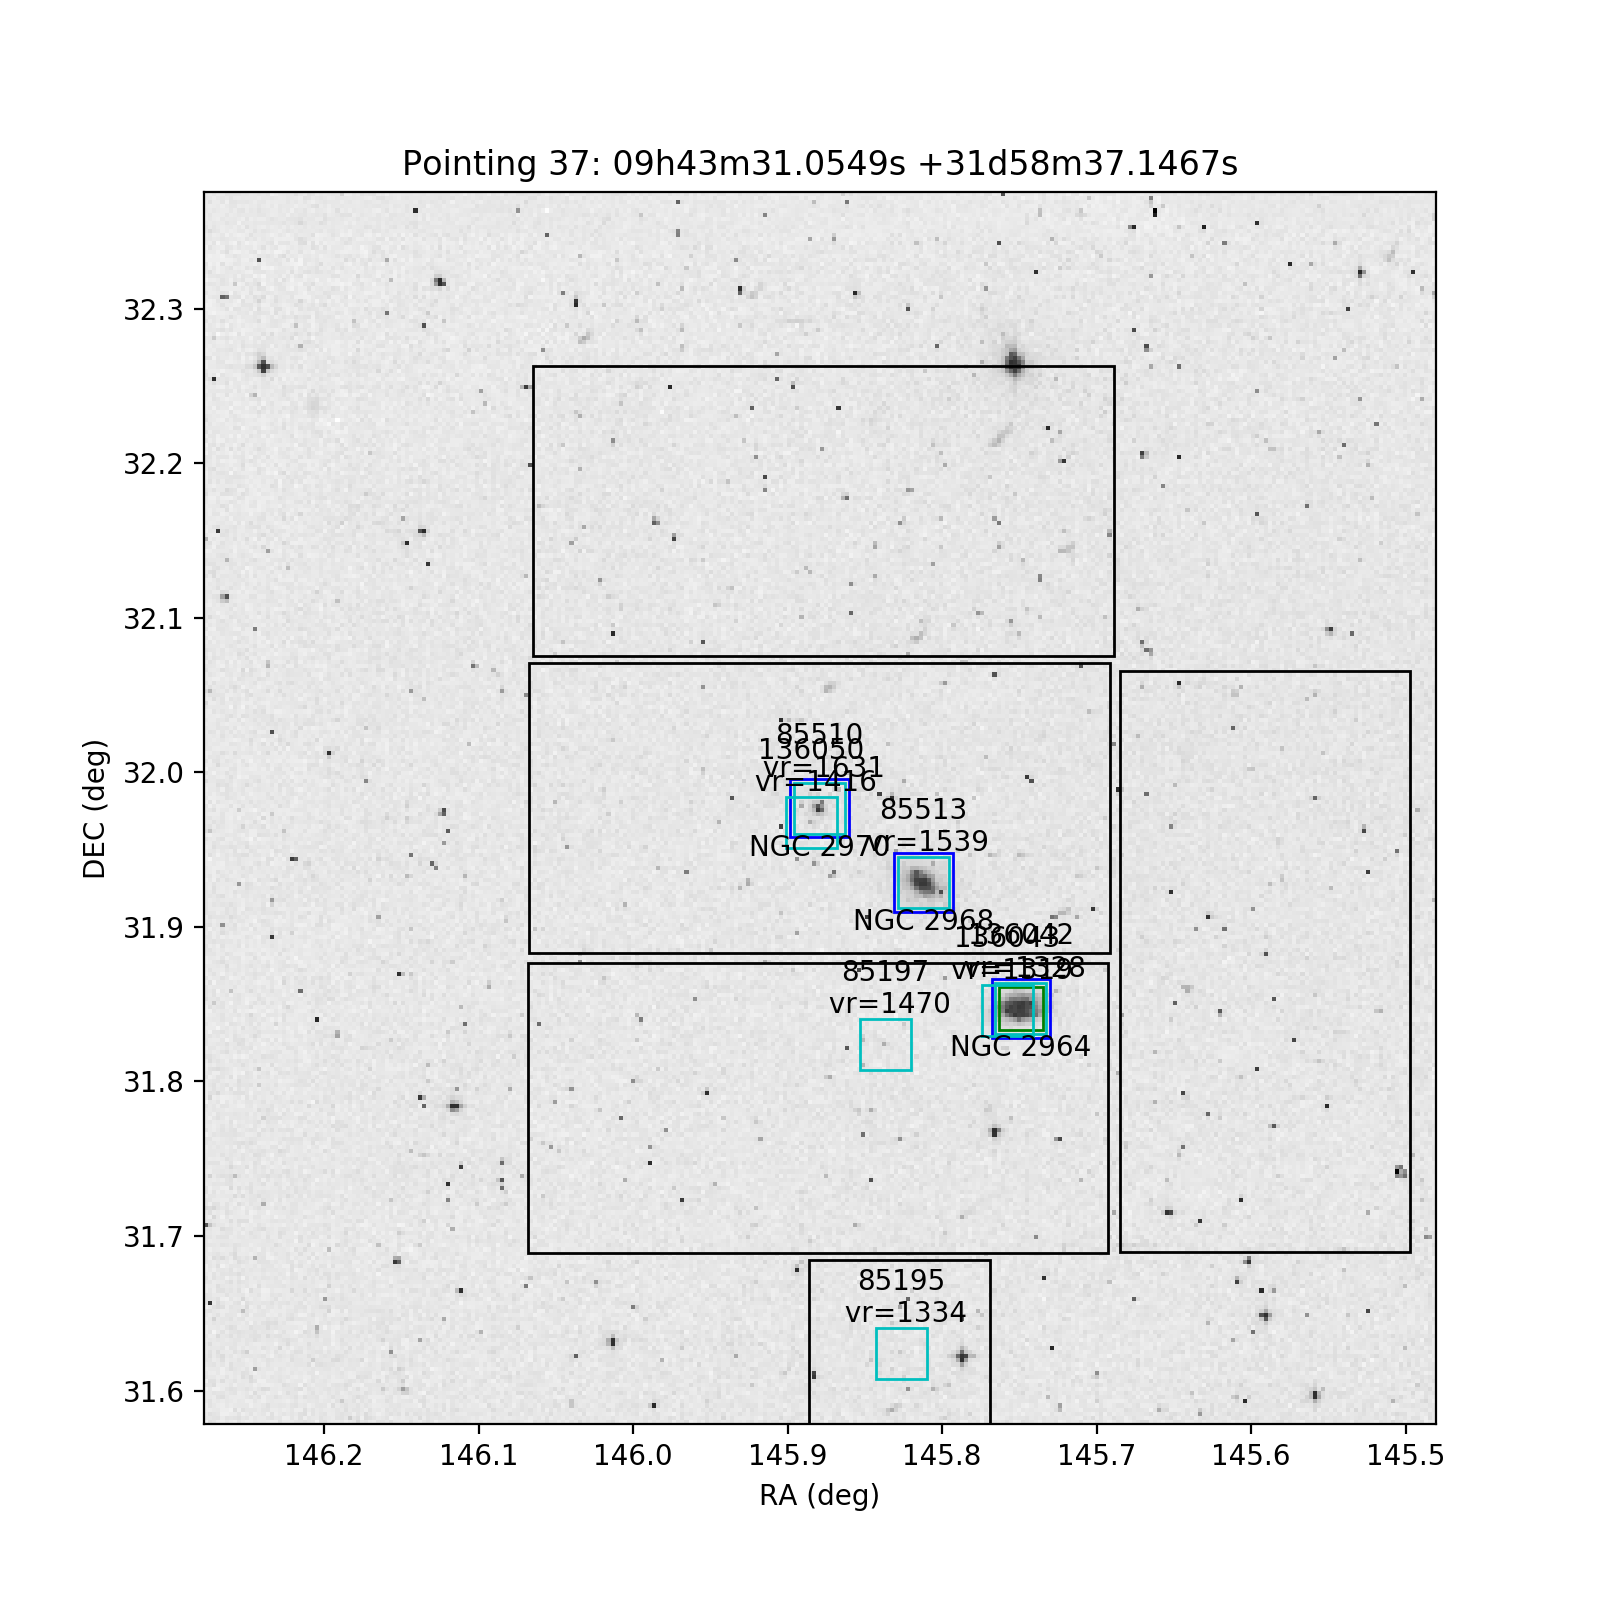 Pointing 37: 09h43m31.0549s +31d58m37.1467s
32.3
32.2
32.1
32.0
31.9
31.8
31.7
31.6
DEC (deg)
85510
136050
vr=1631
vr=1416
NGC 2970
85513
vr=1539
NGC 2968
136042
136043
NGC 2964
85197
vr=1470
85195
vr=1334
146.2 146.1 146.0 145.9 145.8 145.7 145.6 145.5
RA (deg)